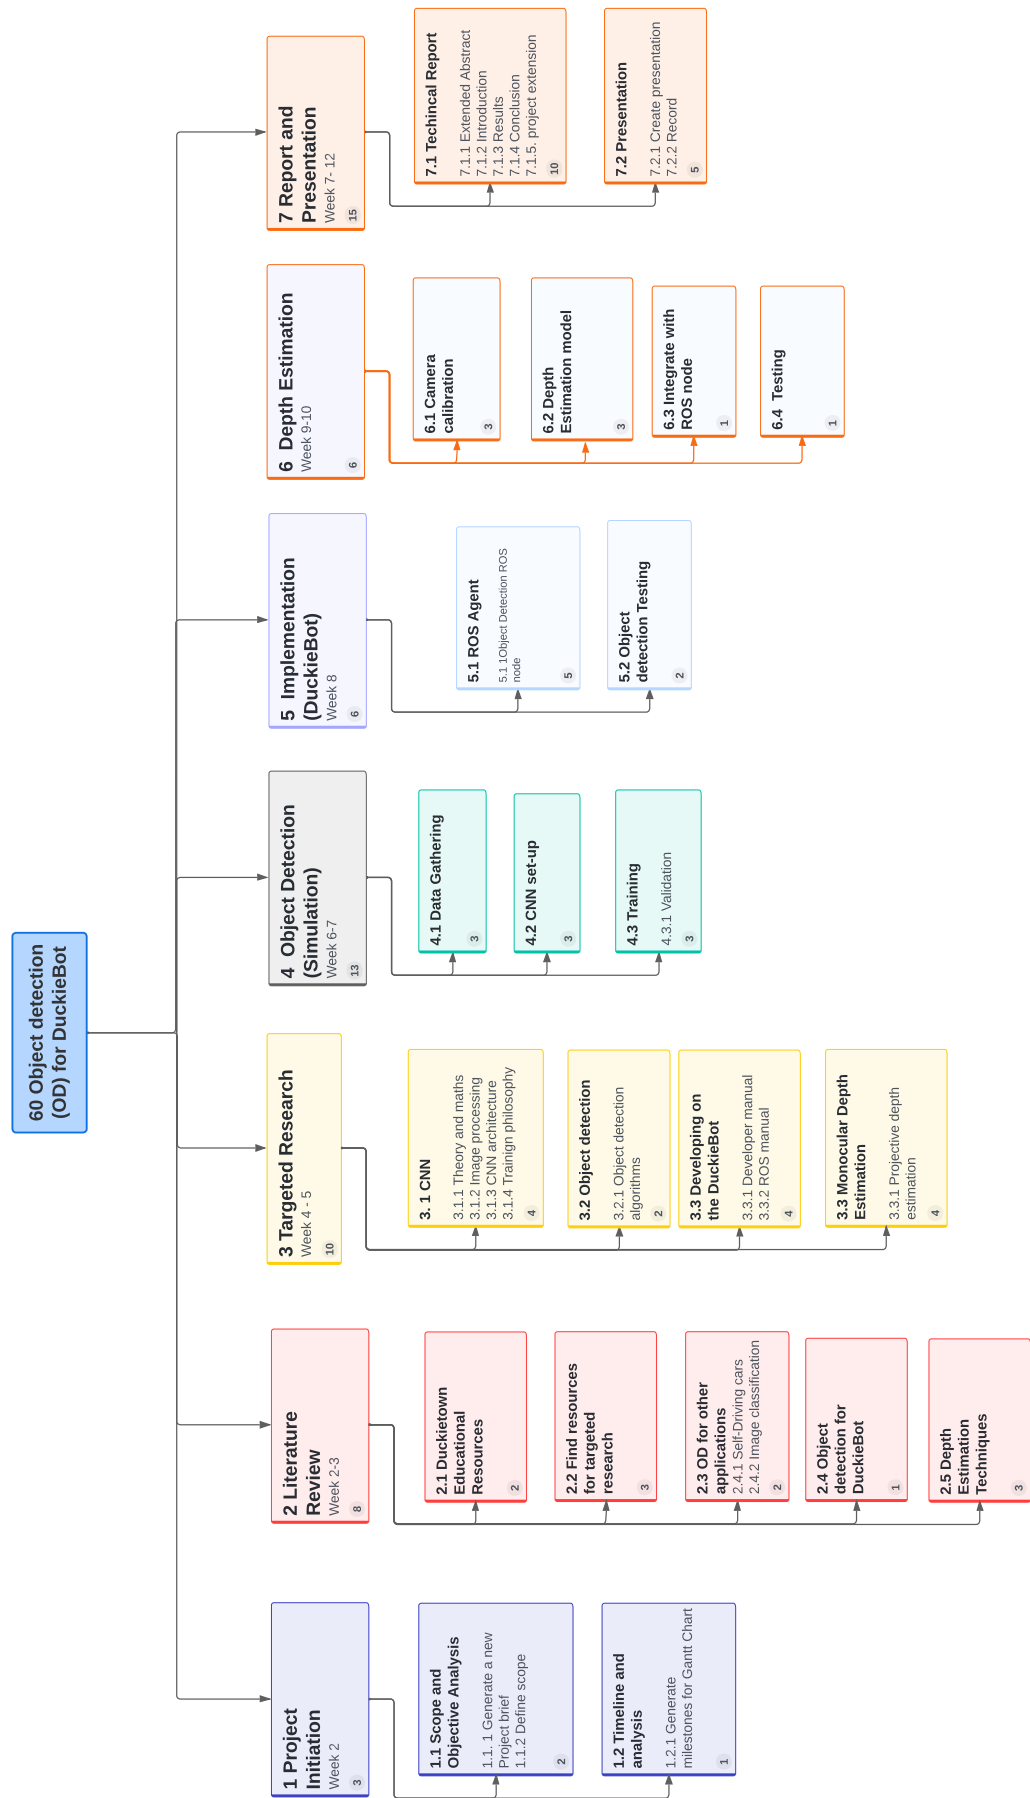 60 Object detection
(OD) for DuckieBot
1 Project
Initiation
Week 2
3
1.1 Scope and
Objective Analysis
1.1. 1 Generate a new
Project brief
1.1.2 Define scope
2
1.2 Timeline and
analysis
1.2.1 Generate
milestones for Gantt Chart
1
2 Literature
Review
Week 2-3
8
2.1 Duckietown
Educational
Resources
2
2.2 Find resources
for targeted
research
3
2.3 OD for other
applications
2.4.1 Self-Driving cars
2.4.2 Image classification
2
2.4 Object
detection for
DuckieBot
1
2.5 Depth
Estimation
Techniques
3
3 Targeted Research
Week 4 - 5
10
3. 1 CNN
3.1.1 Theory and maths
3.1.2 Image processing
3.1.3 CNN architecture
3.1.4 Trainign philosophy
4
3.2 Object detection
3.2.1 Object detection
algorithms
2
3.3 Developing on
the DuckieBot
3.3.1 Developer manual
3.3.2 ROS manual
4
3.3 Monocular Depth
Estimation
3.3.1 Projective depth
estimation
4
4 Object Detection
(Simulation)
Week 6-7
13
4.1 Data Gathering
3
4.2 CNN set-up
3
4.3 Training
4.3.1 Validation
3
5 Implementation
(DuckieBot)
Week 8
6
5.1 ROS Agent
5.1 1Object Detection ROS
node
5
5.2 Object
detection Testing
2
6 Depth Estimation
Week 9-10
6
6.1 Camera
calibration
3
6.2 Depth
Estimation model
3
6.3 Integrate with
ROS node
1
6.4 Testing
1
7 Report and
Presentation
Week 7- 12
15
7.1 Techincal Report
7.1.1 Extended Abstract
7.1.2 Introduction
7.1.3 Results
7.1.4 Conclusion
7.1.5. project extension
10
7.2 Presentation
7.2.1 Create presentation
7.2.2 Record
5